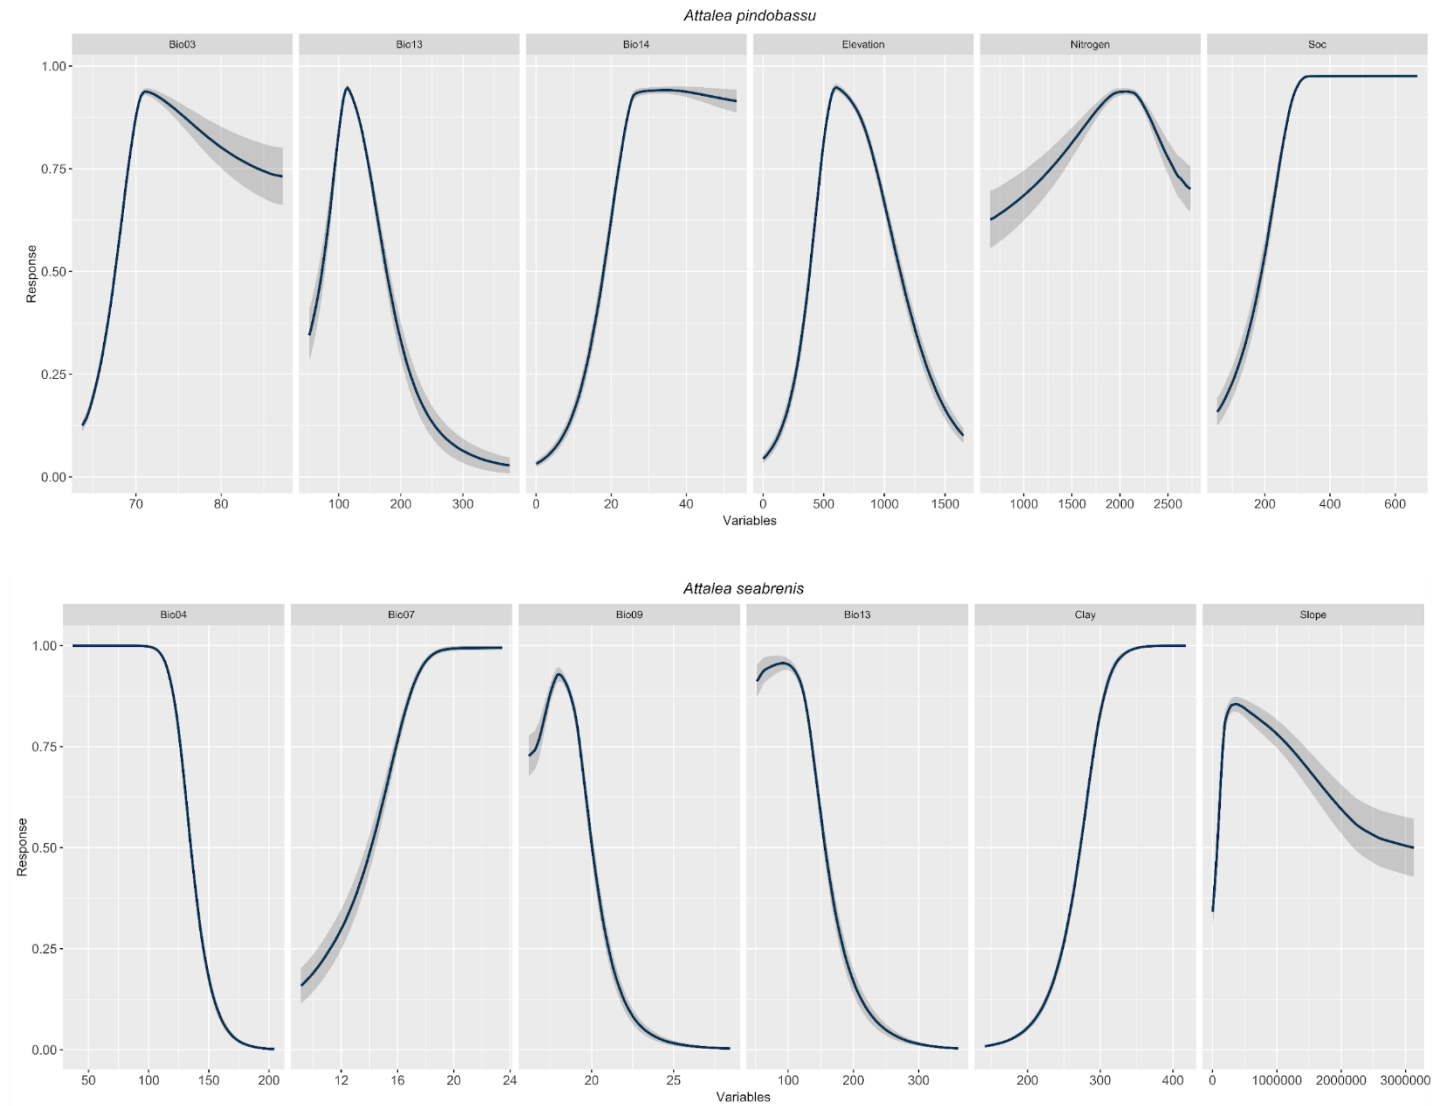 Attalea pindobassu
Bio03 Bio13 Bio14 Elevation Nitrogen Soc
1.00
0.75
0.50
0.25
0.00
Response
70 80 100 200 300 0 20 40 0 500 1000 1500 1000 1500 2000 2500 200 400 600
Variables
Attalea seabrenis
Bio04 Bio07 Bio09 Bio13 Clay Slope
1.00
0.75
0.50
0.25
0.00
Response
50 100 150 200 12 16 20 24 20 25 100 200 300 200 300 400 0 1000000 2000000 3000000
Variables